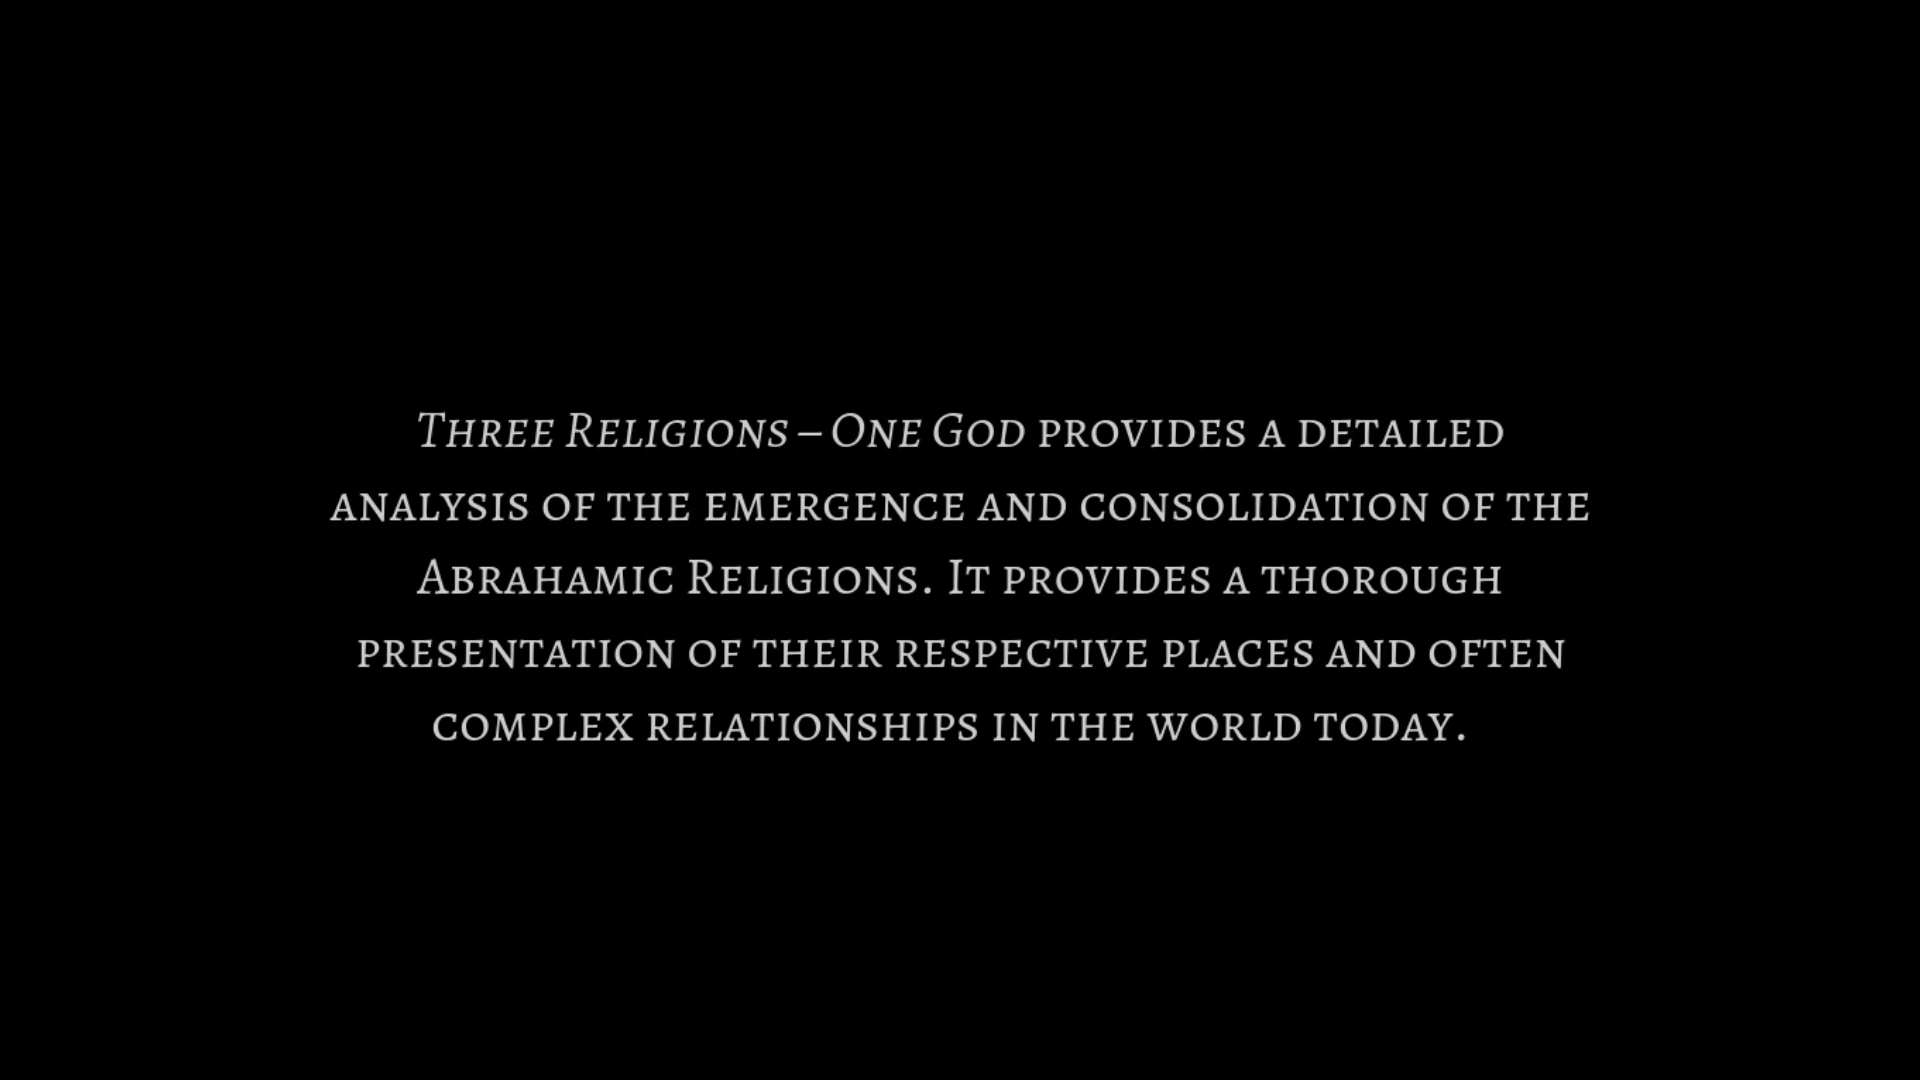 Three Religions – One God provides a detailed
analysis of the emergence and consolidation of the
Abrahamic Religions. It provides a thorough
presentation of their respective places and often
complex relationships in the world today.